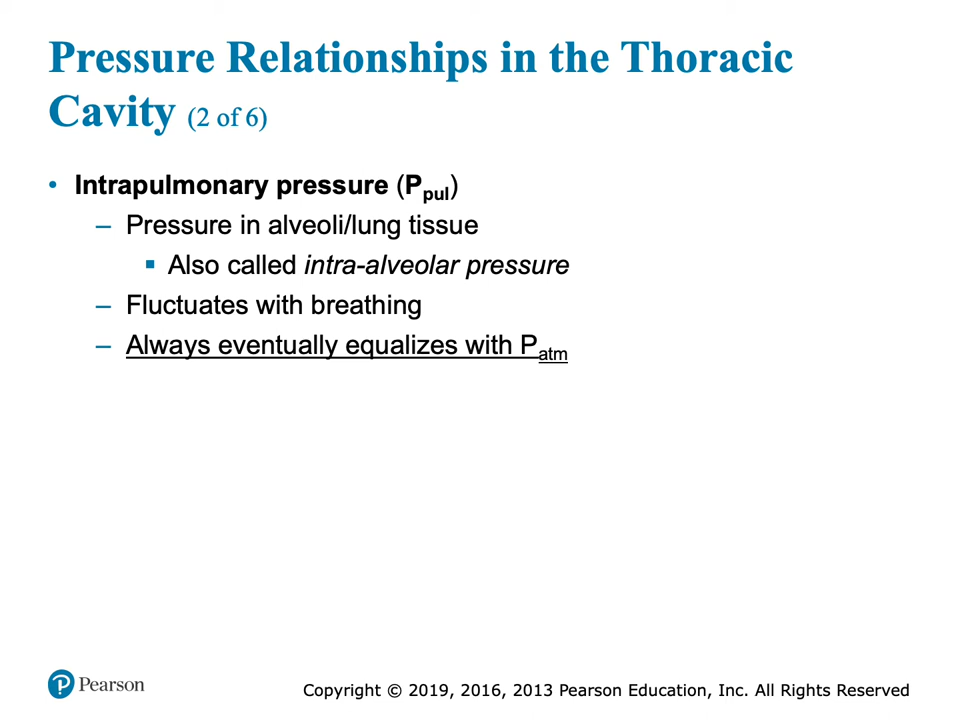 Pressure Relationships in the Thoracic
Cavity (2 of 6)
• Intrapulmonary pressure (Ppul)
– Pressure in alveoli/lung tissue
▪ Also called intra-alveolar pressure
– Fluctuates with breathing
– Always eventually equalizes with Patm
P Pearson
Copyright © 2019, 2016, 2013 Pearson Education, Inc. All Rights Reserved